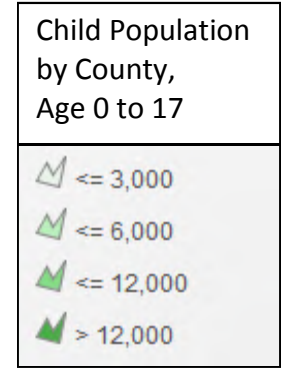 Child Population
by County,
Age 0 to 17
<= 3,000
<= 6,000
<= 12,000
> 12,000